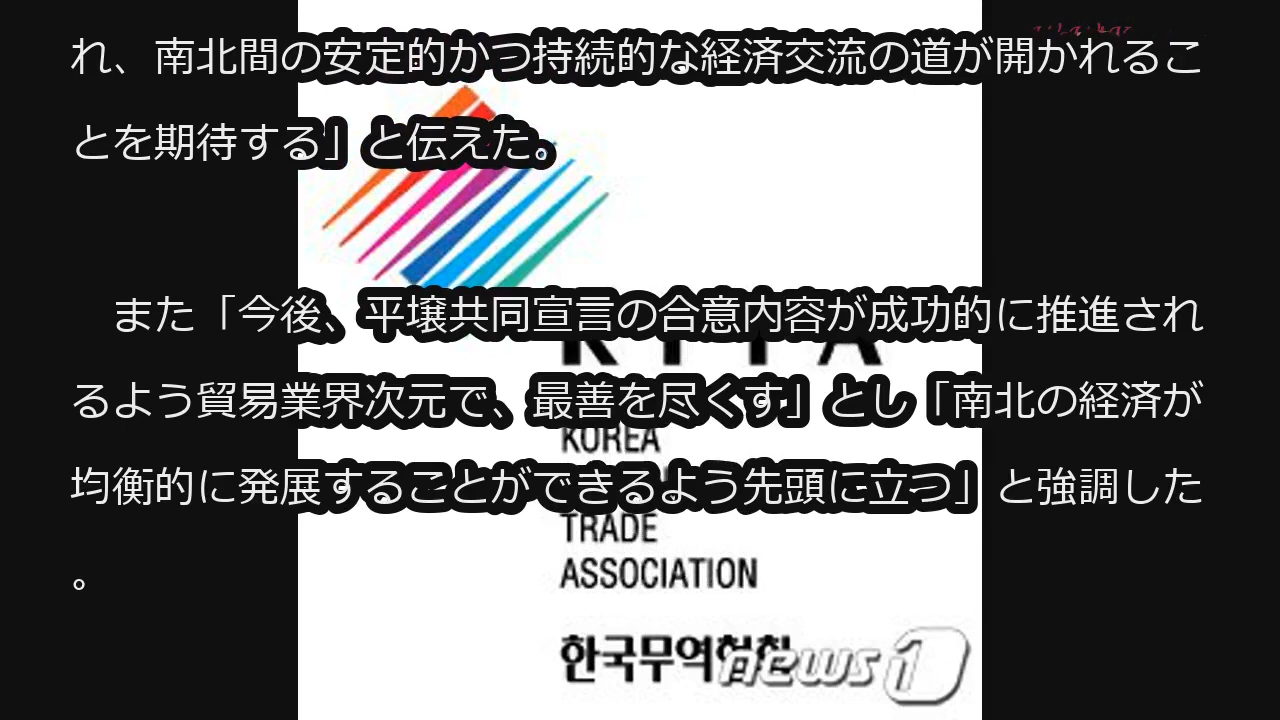 れ、南北間の安定的かつ持続的な経済交流の道が開かれるこ
とを期待する」と伝えた。
また「今後、平壌共同宣言の合意内容が成功的に推進され
るよう貿易業界次元で、最善を尽くす」とし「南北の経済が
均衡的に発展することができるよう先頭に立つ」と強調した
。
KOREA
TRADE
ASSOCIATION
한국무역협회
news1